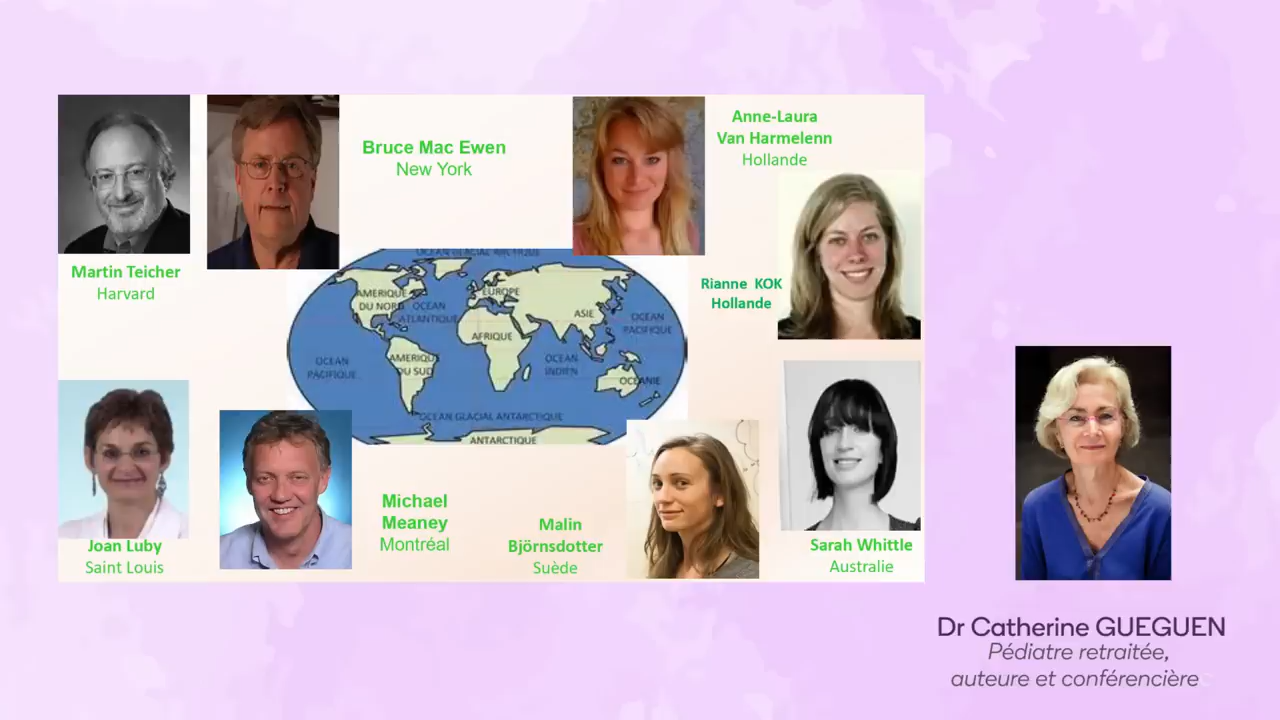 Bruce Mac Ewen
New York
Anne-Laura
Van Harmelenn
Hollande
Martin Teicher
Harvard
Rianne KOK
Hollande
OCEAN GLACIAL ARCTIQUE
AMERIQUE
DU NORD
OCEAN
ATLANTIQUE
EUROPE
ASIE
OCEAN
PACIFIQUE
AFRIQUE
OCEAN
PACIFIQUE
AMERIQUE
DU SUD
OCEAN
INDIEN
OCEANIE
OCEAN GLACIAL ANTARCTIQUE
ANTARCTIQUE
Joan Luby
Saint Louis
Michael
Meaney
Montréal
Malin
Björnsdotter
Suède
Sarah Whittle
Australie
Dr Catherine GUEGUEN
Pédiatre retraitée,
auteure et conférencière